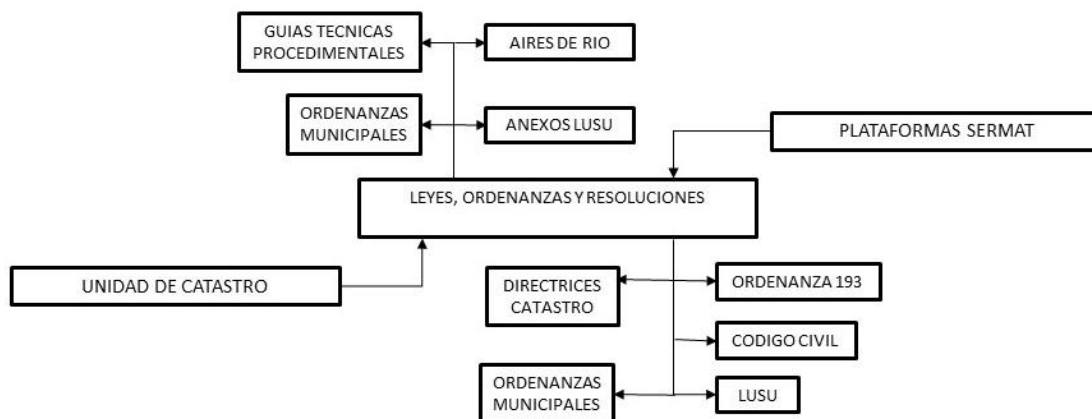 GUIAS TECNICAS
PROCEDIMENTALES
AIRES DE RIO
ORDENANZAS
MUNICIPALES
ANEXOS LUSU
PLATAFORMAS SERMAT
LEYES, ORDENANZAS Y RESOLUCIONES
UNIDAD DE CATASTRO
DIRECTRICES
CATASTRO
ORDENANZA 193
CODIGO CIVIL
ORDENANZAS
MUNICIPALES
LUSU